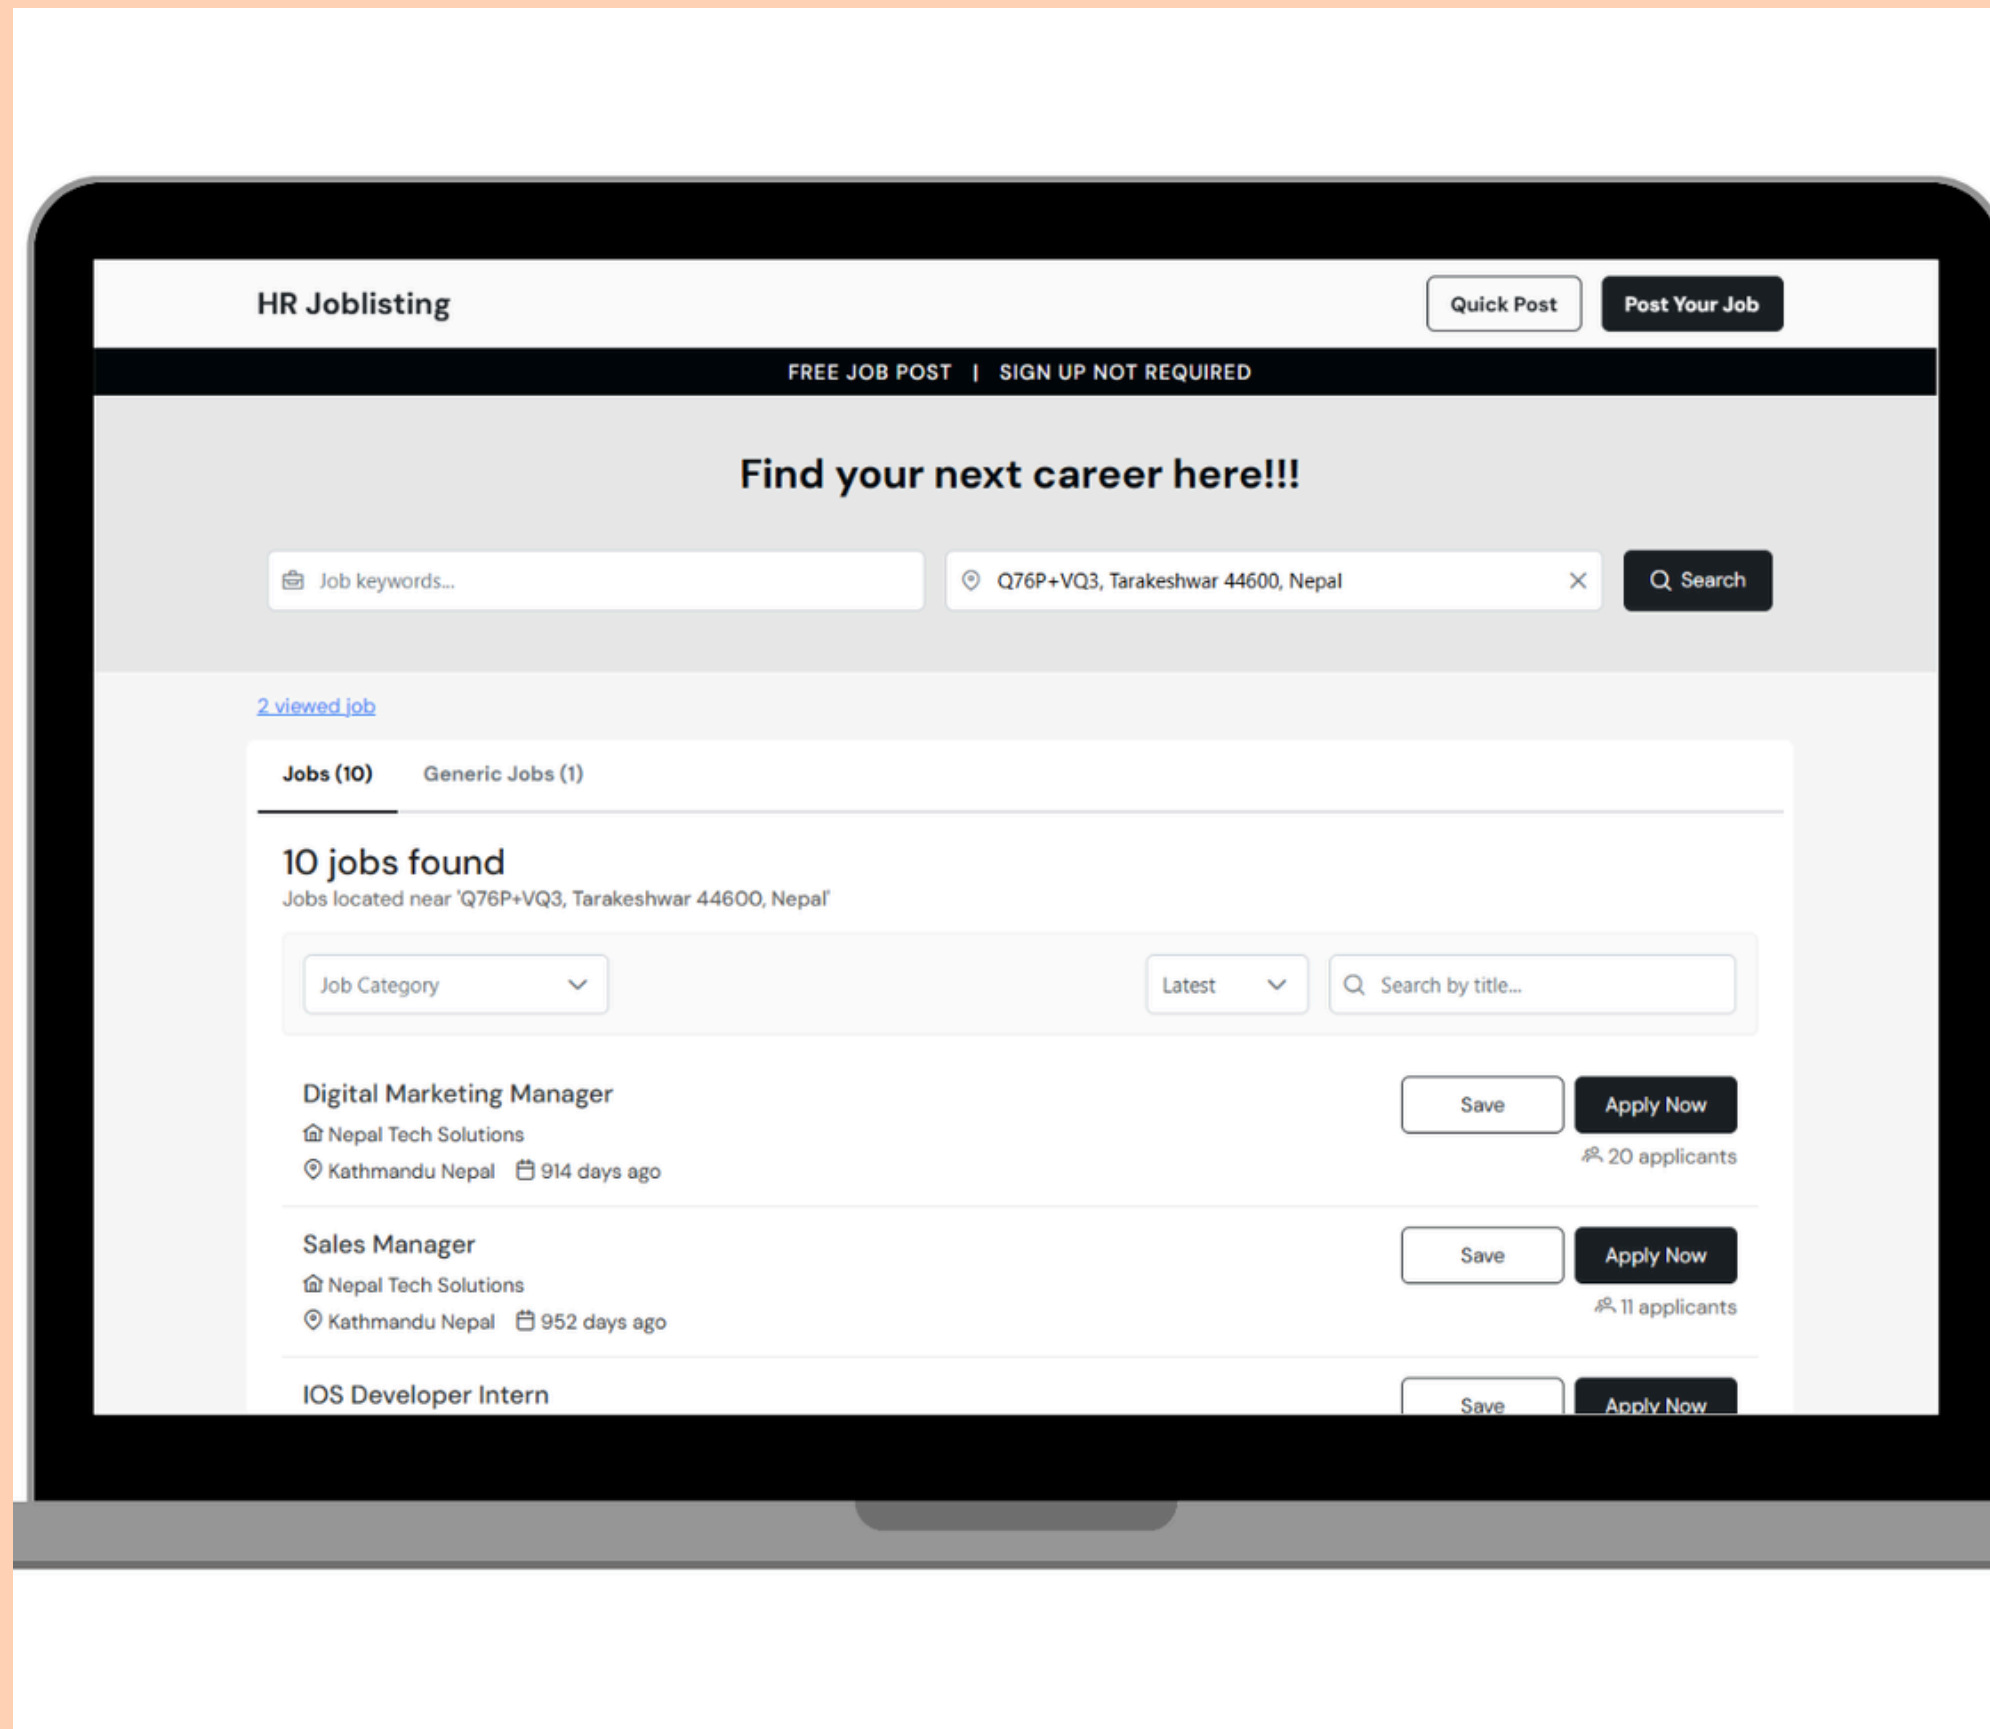 HR Joblisting
Quick Post
Post Your Job
FREE JOB POST | SIGN UP NOT REQUIRED
Find your next career here!!!
Job keywords...
Q76P+VQ3, Tarakeshwar 44600, Nepal
Search
2 viewed job
Jobs (10)
Generic Jobs (1)
10 jobs found
Jobs located near 'Q76P+VQ3, Tarakeshwar 44600, Nepal'
Job Category
Latest
Search by title...
Digital Marketing Manager
Save
Apply Now
Nepal Tech Solutions
20 applicants
Kathmandu Nepal 914 days ago
Sales Manager
Save
Apply Now
Nepal Tech Solutions
11 applicants
Kathmandu Nepal 952 days ago
IOS Developer Intern
Save
Apply Now